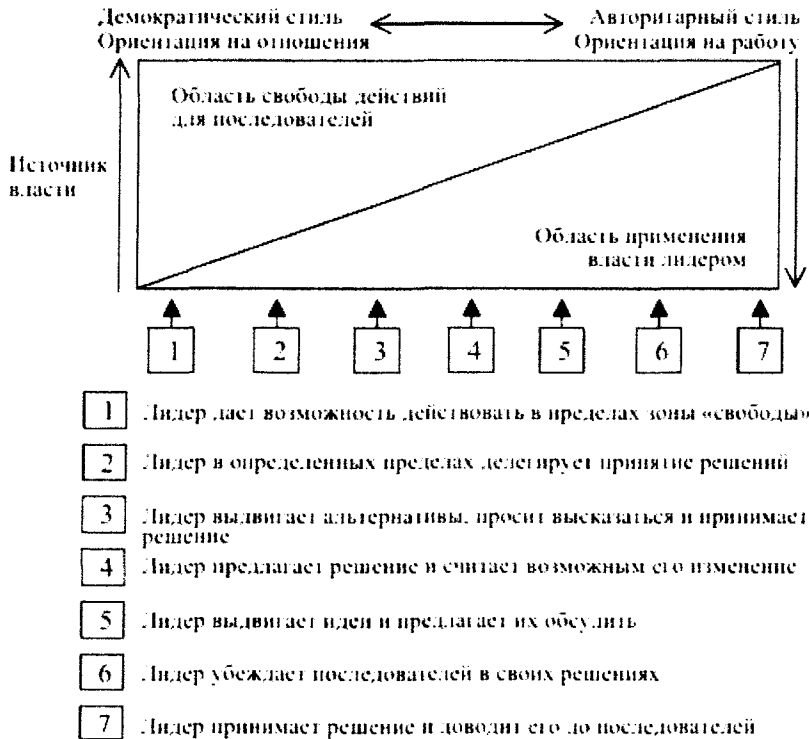 Демократический стиль
Ориентация на отношения
Авторитарный стиль
Ориентация на работу
Область свободы действий
для последователей
Источник
власти
Область применения
власти лидером
1 2 3 4 5 6 7
1 Лидер дает возможность действовать в пределах зоны «свободы»
2 Лидер в определенных пределах делегирует принятие решений
3 Лидер выдвигает альтернативы, просит высказаться и принимает
решение
4 Лидер предлагает решение и считает возможным его изменение
5 Лидер выдвигает идеи и предлагает их обсудить
6 Лидер убеждает последователей в своих решениях
7 Лидер принимает решение и доводит его до последователей